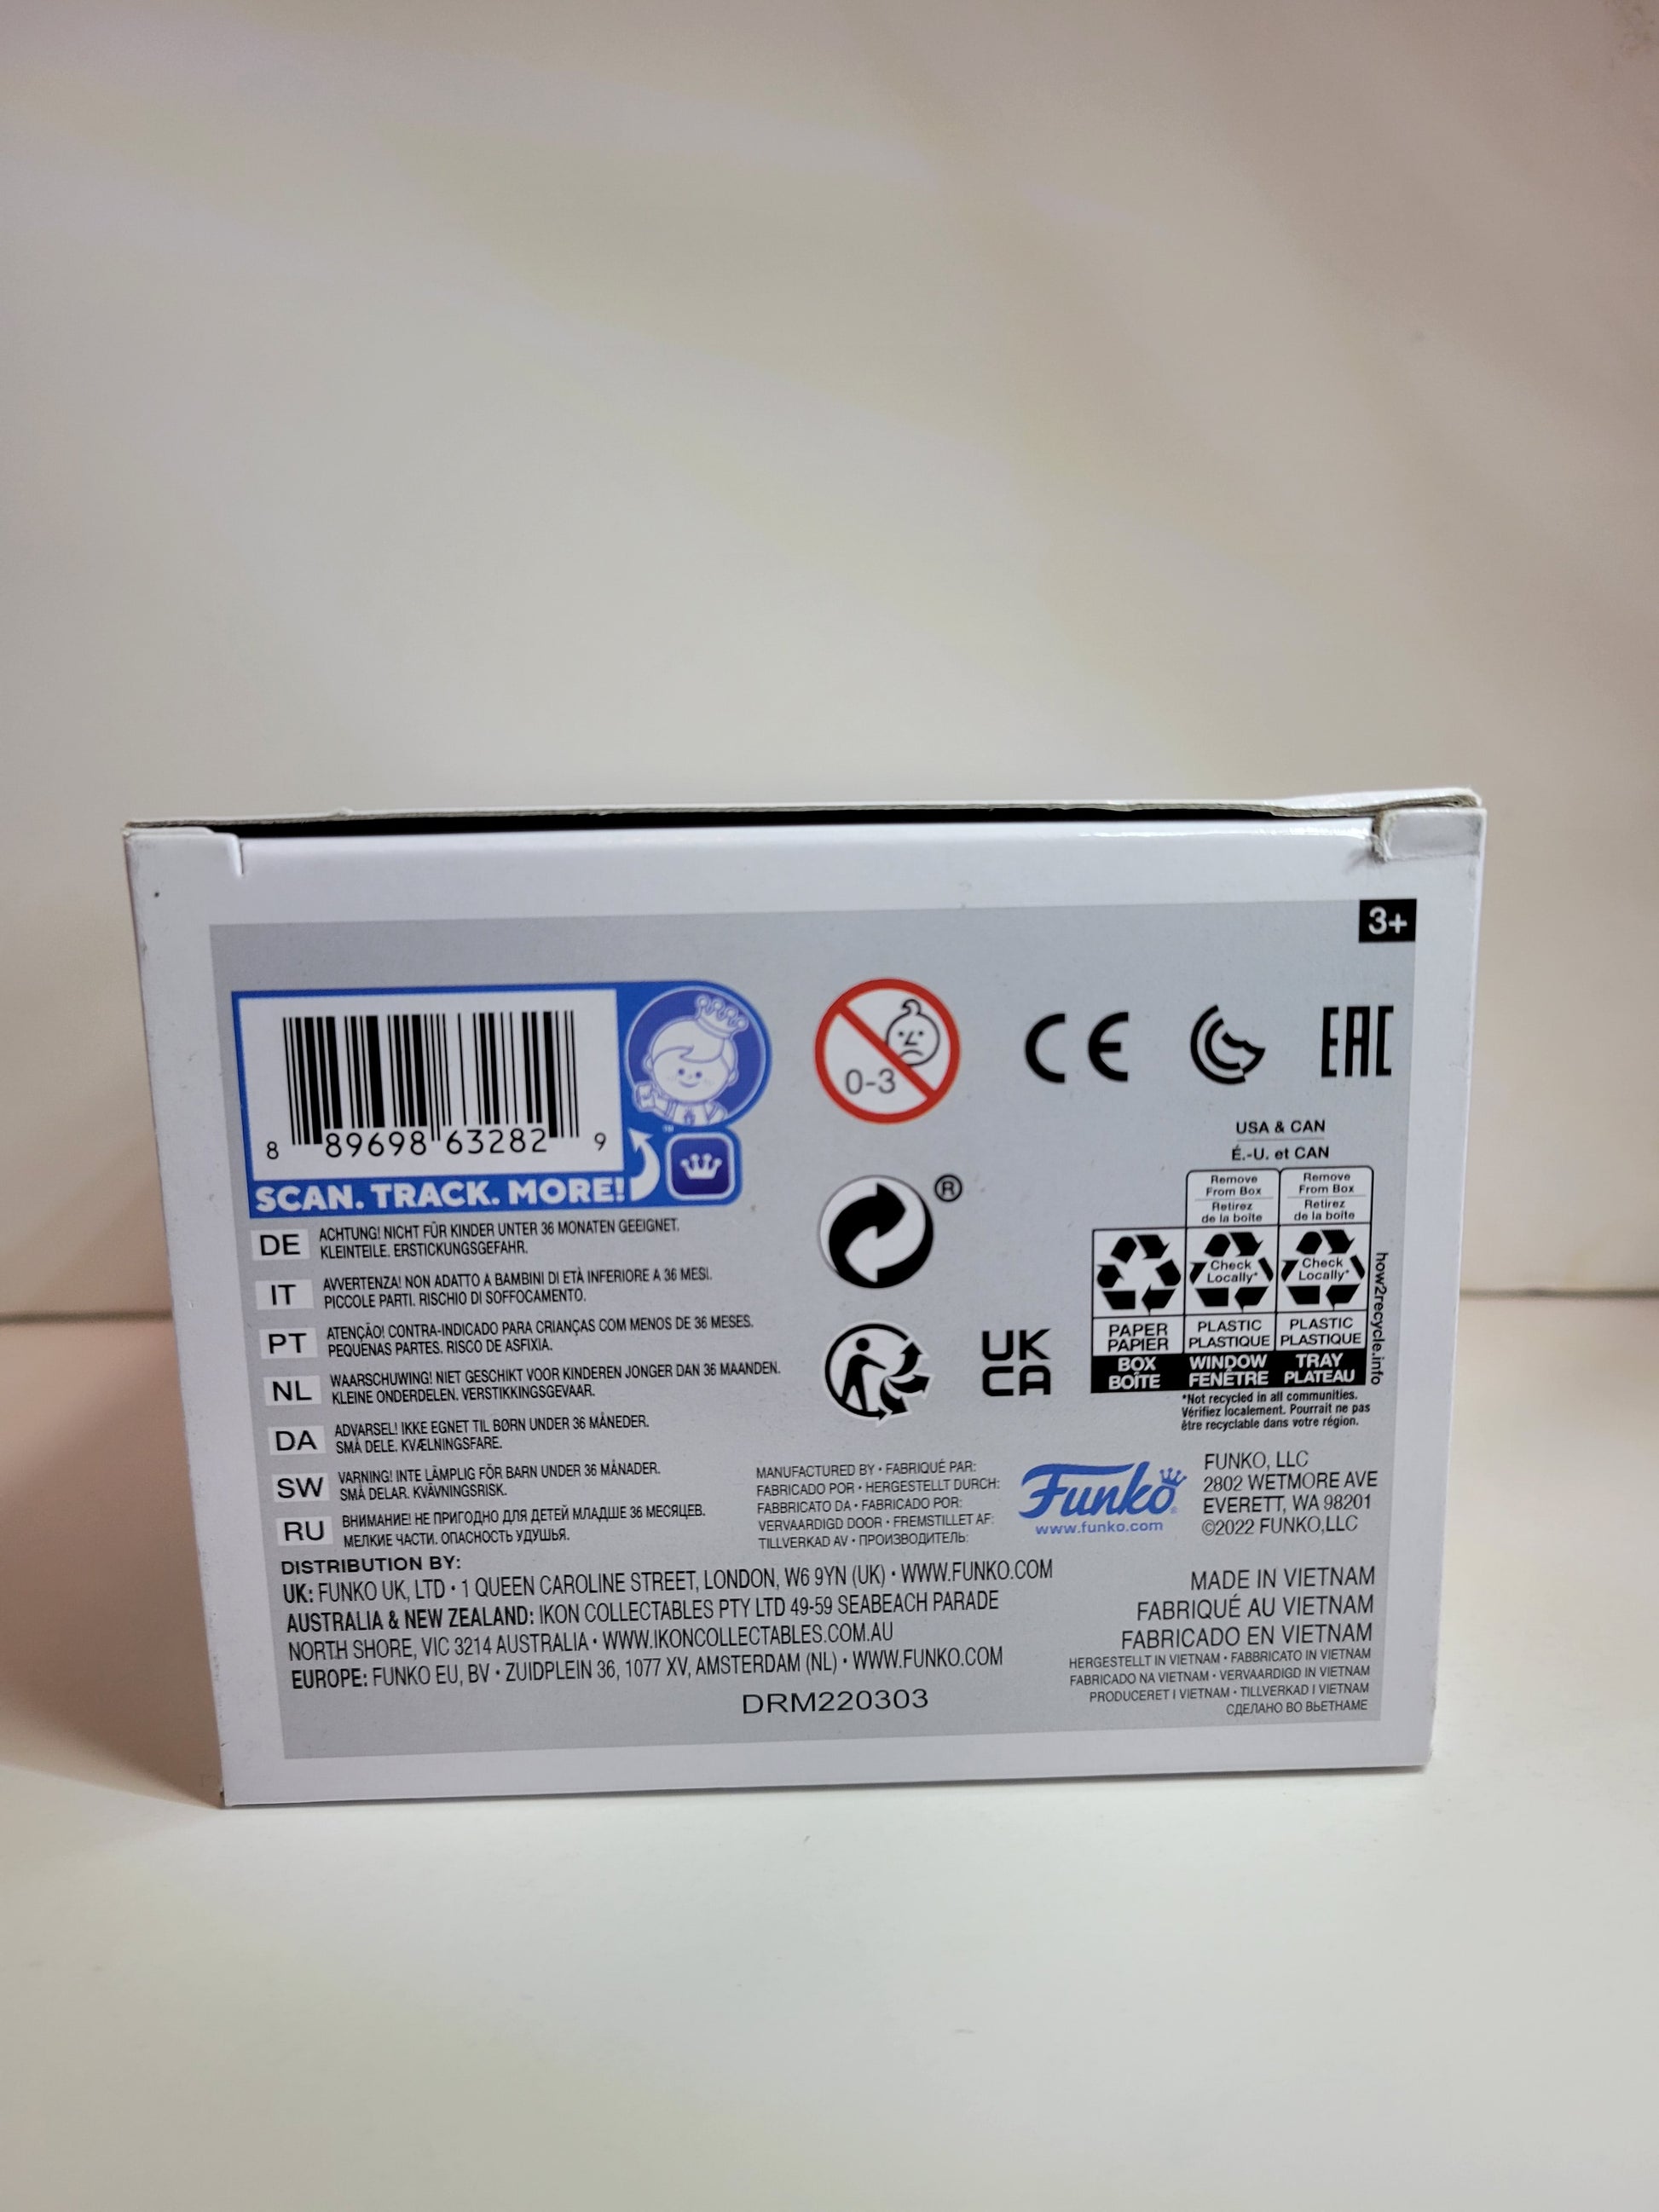 3+
8 89698 63282 9
SCAN. TRACK. MORE!
™
0-3
CE
EAC
®
UK
CA
USA & CAN
É.-U. et CAN
Remove
From Box
Retirez
de la boîte
Remove
From Box
Retirez
de la boîte
Check
Locally*
Check
Locally*
PAPER
PAPIER
PLASTIC
PLASTIQUE
PLASTIC
PLASTIQUE
BOX
BOÎTE
WINDOW
FENÊTRE
TRAY
PLATEAU
how2recycle.info
*Not recycled in all communities.
Vérifiez localement. Pourrait ne pas
être recyclable dans votre région.
DE ACHTUNG! NICHT FÜR KINDER UNTER 36 MONATEN GEEIGNET.
KLEINTEILE. ERSTICKUNGSGEFAHR.
IT AVVERTENZA! NON ADATTO A BAMBINI DI ETÀ INFERIORE A 36 MESI.
PICCOLE PARTI. RISCHIO DI SOFFOCAMENTO.
PT ATENÇÃO! CONTRA-INDICADO PARA CRIANÇAS COM MENOS DE 36 MESES.
PEQUENAS PARTES. RISCO DE ASFIXIA.
NL WAARSCHUWING! NIET GESCHIKT VOOR KINDEREN JONGER DAN 36 MAANDEN.
KLEINE ONDERDELEN. VERSTIKKINGSGEVAAR.
DA ADVARSEL! IKKE EGNET TIL BØRN UNDER 36 MÅNEDER.
SMÅ DELE. KVÆLNINGSFARE.
SW VARNING! INTE LÄMPLIG FÖR BARN UNDER 36 MÅNADER.
SMÅ DELAR. KVÄVNINGSRISK.
RU ВНИМАНИЕ! НЕ ПРИГОДНО ДЛЯ ДЕТЕЙ МЛАДШЕ 36 МЕСЯЦЕВ.
МЕЛКИЕ ЧАСТИ. ОПАСНОСТЬ УДУШЬЯ.
MANUFACTURED BY • FABRIQUÉ PAR:
FABRICADO POR • HERGESTELLT DURCH:
FABBRICATO DA • FABRICADO POR:
VERVAARDIGD DOOR • FREMSTILLET AF:
TILLVERKAD AV • ПРОИЗВОДИТЕЛЬ:
Funko
www.funko.com
FUNKO, LLC
2802 WETMORE AVE
EVERETT, WA 98201
©2022 FUNKO,LLC
DISTRIBUTION BY:
UK: FUNKO UK, LTD • 1 QUEEN CAROLINE STREET, LONDON, W6 9YN (UK) • WWW.FUNKO.COM
AUSTRALIA & NEW ZEALAND: IKON COLLECTABLES PTY LTD 49-59 SEABEACH PARADE
NORTH SHORE, VIC 3214 AUSTRALIA • WWW.IKONCOLLECTABLES.COM.AU
EUROPE: FUNKO EU, BV • ZUIDPLEIN 36, 1077 XV, AMSTERDAM (NL) • WWW.FUNKO.COM
DRM220303
MADE IN VIETNAM
FABRIQUÉ AU VIETNAM
FABRICADO EN VIETNAM
HERGESTELLT IN VIETNAM • FABBRICATO IN VIETNAM
FABRICADO NA VIETNAM • VERVAARDIGD IN VIETNAM
PRODUCERET I VIETNAM • TILLVERKAD I VIETNAM
СДЕЛАНО ВО ВЬЕТНАМЕ